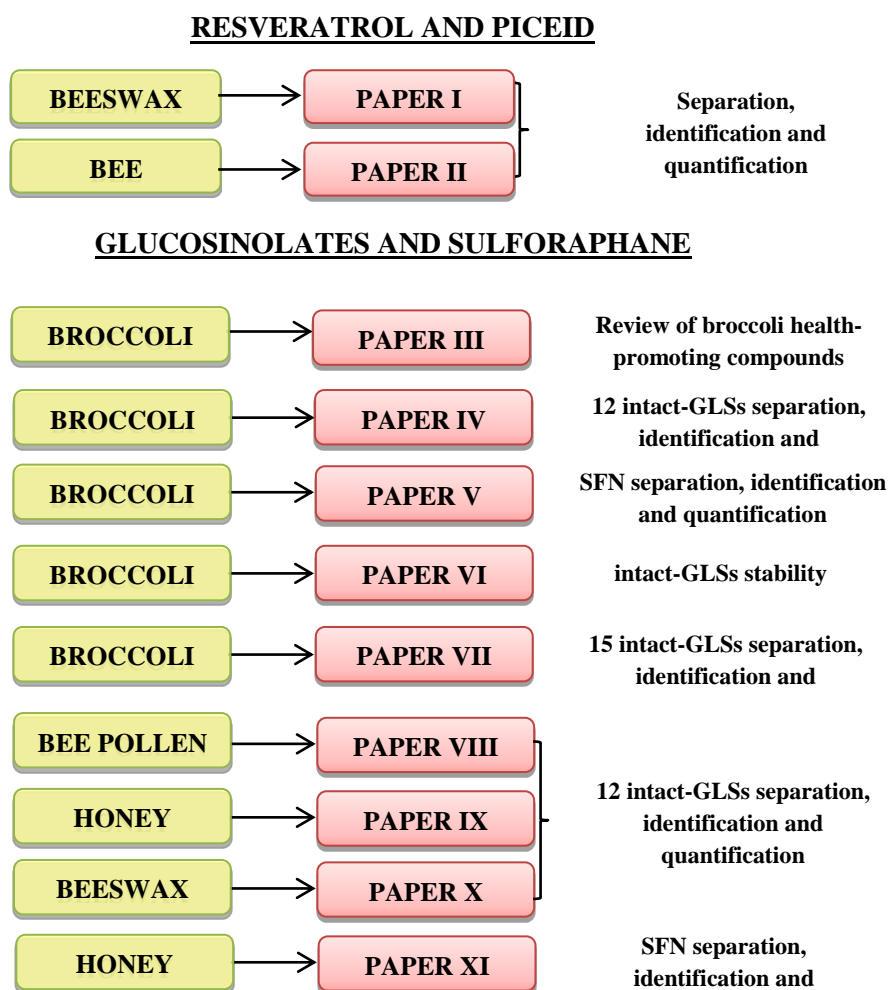 RESVERATROL AND PICEID
BEESWAX
PAPER I
BEE
PAPER II
Separation,
identification and
quantification
GLUCOSINOLATES AND SULFORAPHANE
BROCCOLI
PAPER III
Review of broccoli health-
promoting compounds
BROCCOLI
PAPER IV
12 intact-GLSs separation,
identification and
BROCCOLI
PAPER V
SFN separation, identification
and quantification
BROCCOLI
PAPER VI
intact-GLSs stability
BROCCOLI
PAPER VII
15 intact-GLSs separation,
identification and
BEE POLLEN
PAPER VIII
HONEY
PAPER IX
BEESWAX
PAPER X
12 intact-GLSs separation,
identification and
quantification
HONEY
PAPER XI
SFN separation,
identification and